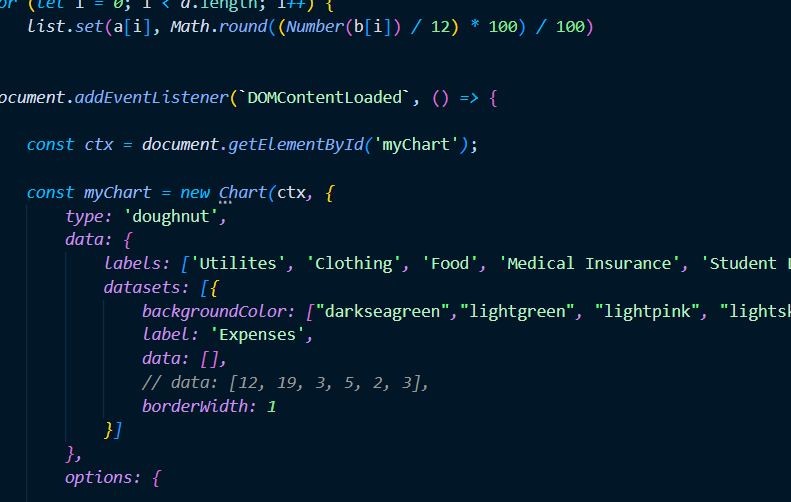 or (let i = 0; i < a.length; i++) {
list.set(a[i], Math.round((Number(b[i]) / 12) * 100) / 100)
ocument.addEventListener(`DOMContentLoaded`, () => {
const ctx = document.getElementById('myChart');
const myChart = new Chart(ctx, {
type: 'doughnut',
data: {
labels: ['Utilites', 'Clothing', 'Food', 'Medical Insurance', 'Student
datasets: [{
backgroundColor: ["darkseagreen","lightgreen", "lightpink", "lightsk
label: 'Expenses',
data: [],
// data: [12, 19, 3, 5, 2, 3],
borderWidth: 1
}]
},
options: {